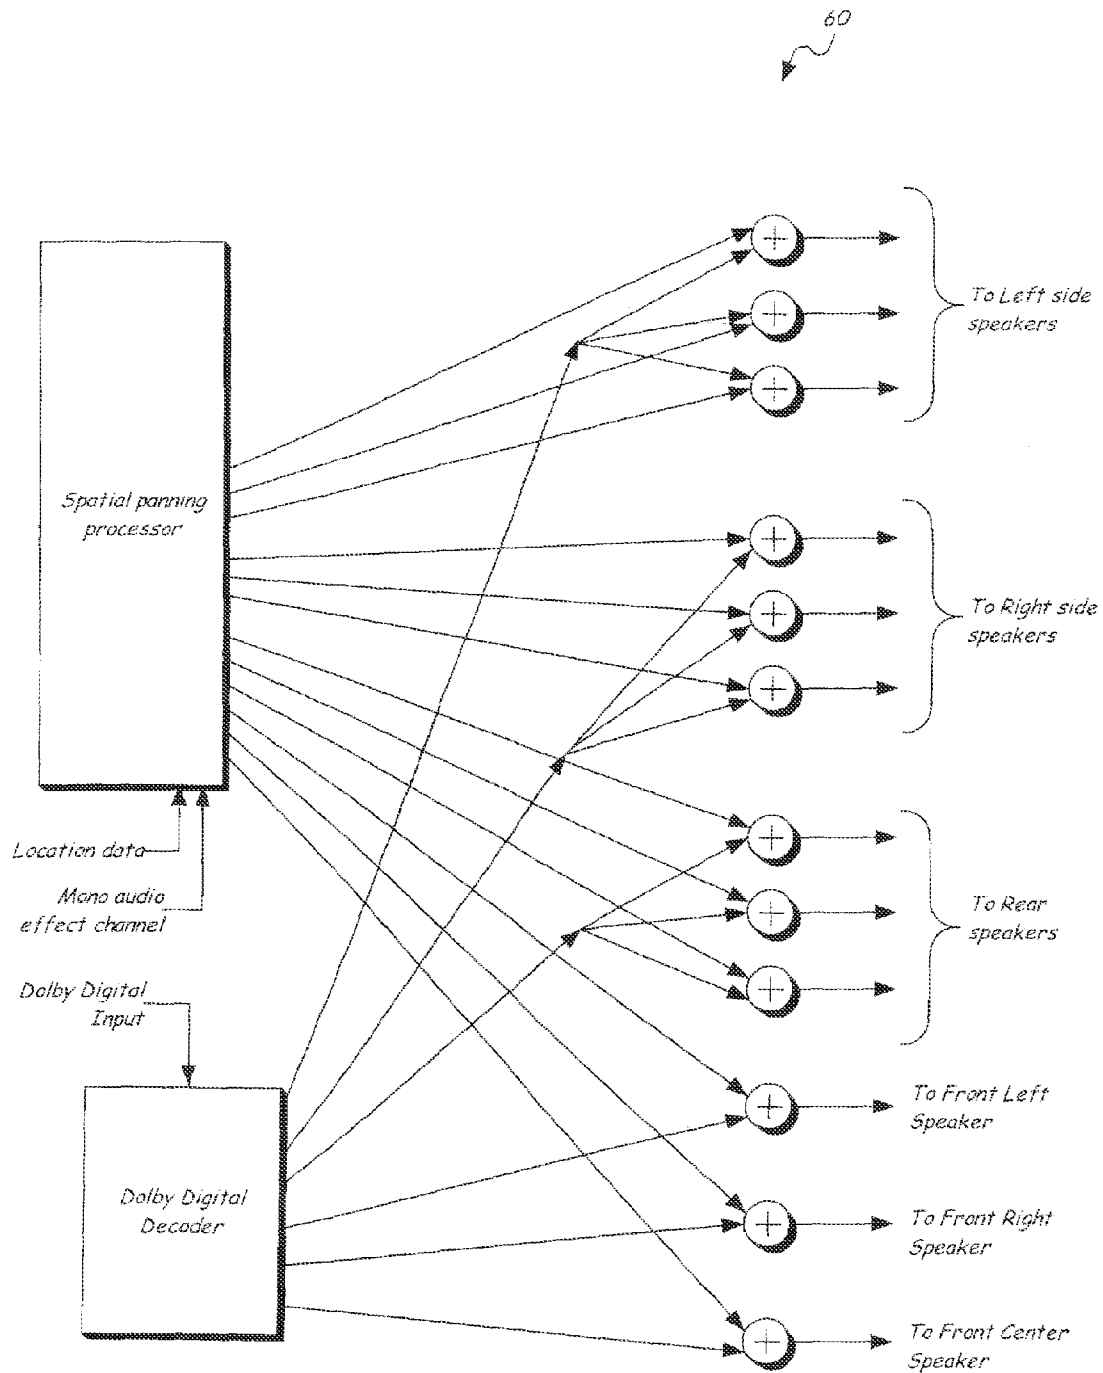 60
To Left side
speakers
Spatial panning
processor
To Right side
speakers
Location data
Mono audio
effect channel
To Rear
speakers
Dolby Digital
Input
To Front Left
Speaker
Dolby Digital
Decoder
To Front Right
Speaker
To Front Center
Speaker